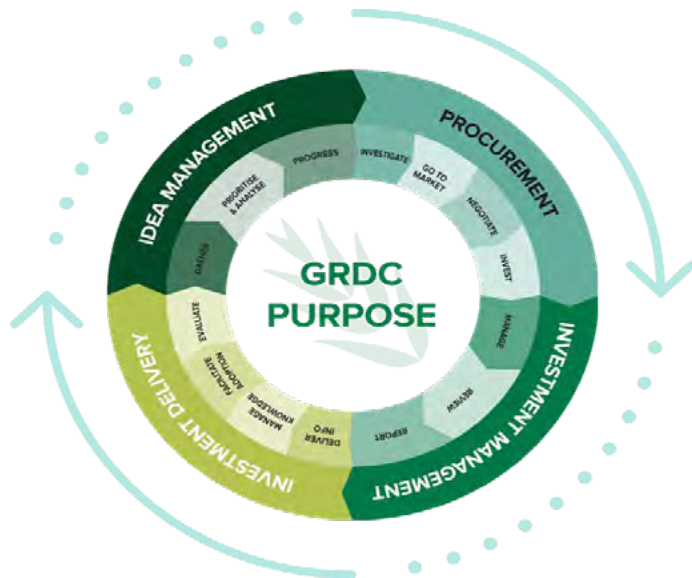 GRDC
PURPOSE
IDEA MANAGEMENT
GATHER
PRIORITISE
& ANALYSE
PROGRESS
PROCUREMENT
INVESTIGATE
GO TO
MARKET
NEGOTIATE
INVEST
INVESTMENT MANAGEMENT
MANAGE
REVIEW
REPORT
INVESTMENT DELIVERY
DELIVER
INFO
MANAGE
KNOWLEDGE
FACILITATE
ADOPTION
EVALUATE